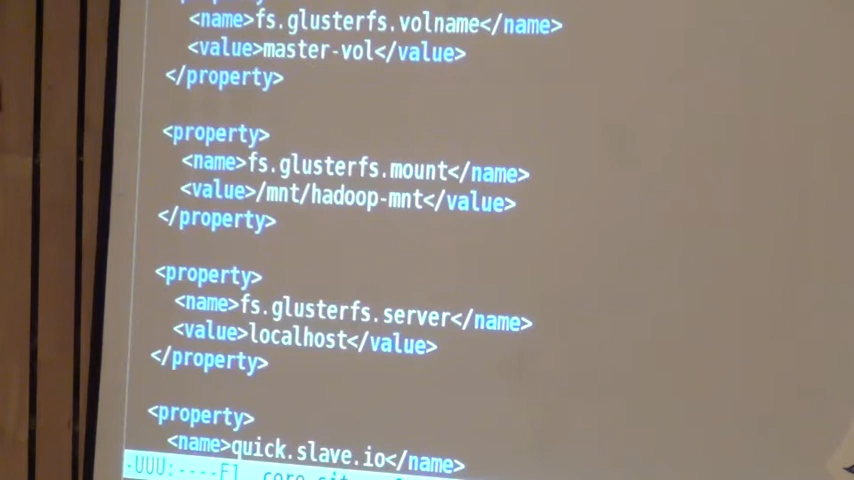 <name>fs.glusterfs.volname</name>
<value>master-vol</value>
</property>
<property>
<name>fs.glusterfs.mount</name>
<value>/mnt/hadoop-mnt</value>
</property>
<property>
<name>fs.glusterfs.server</name>
<value>localhost</value>
</property>
<property>
<name>quick.slave.io</name>
-UUU:----F1